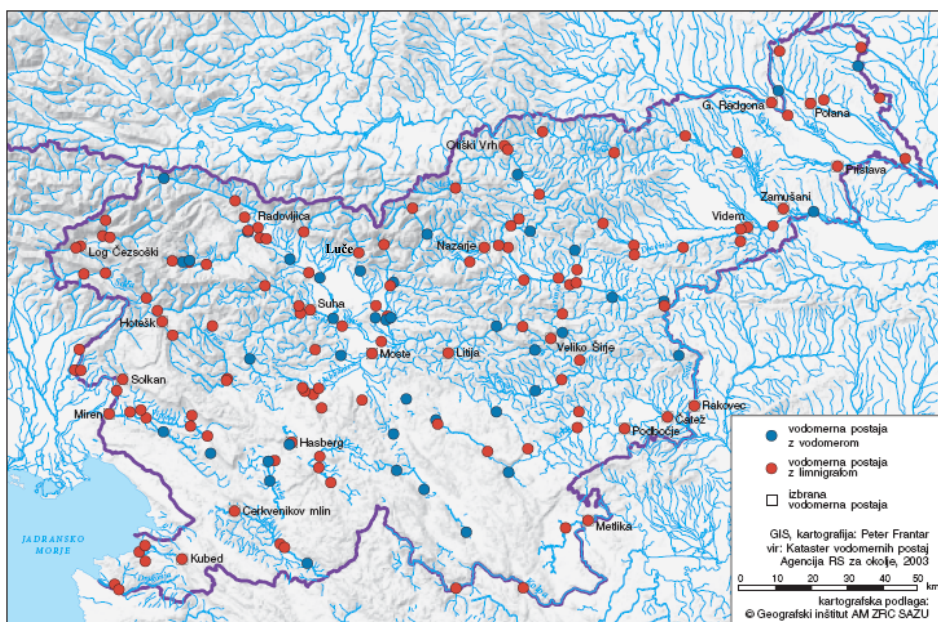 G. Radgona
Polana
Otiški Vrh
Pristava
Zamušani
Radovljica
Videm
Luče
Nazarje
Log Čezsoški
Suha
Hotešk
Veliko Širje
Moste
Litija
Solkan
Rakovec
Miren
Čatež
Podbočje
Hasberg
Cerkvenikov mlin
Metlika
JADRANSKO
MORJE
Kubed
vodomerna postaja
z vodomerom
vodomerna postaja
z limnigrafom
izbrana
vodomerna postaja
GIS, kartografija: Peter Frantar
vir: Kataster vodomernih postaj
Agencija RS za okolje, 2003
0 10 20 30 40 50 km
kartografska podlaga:
© Geografski inštitut AM ZRC SAZU